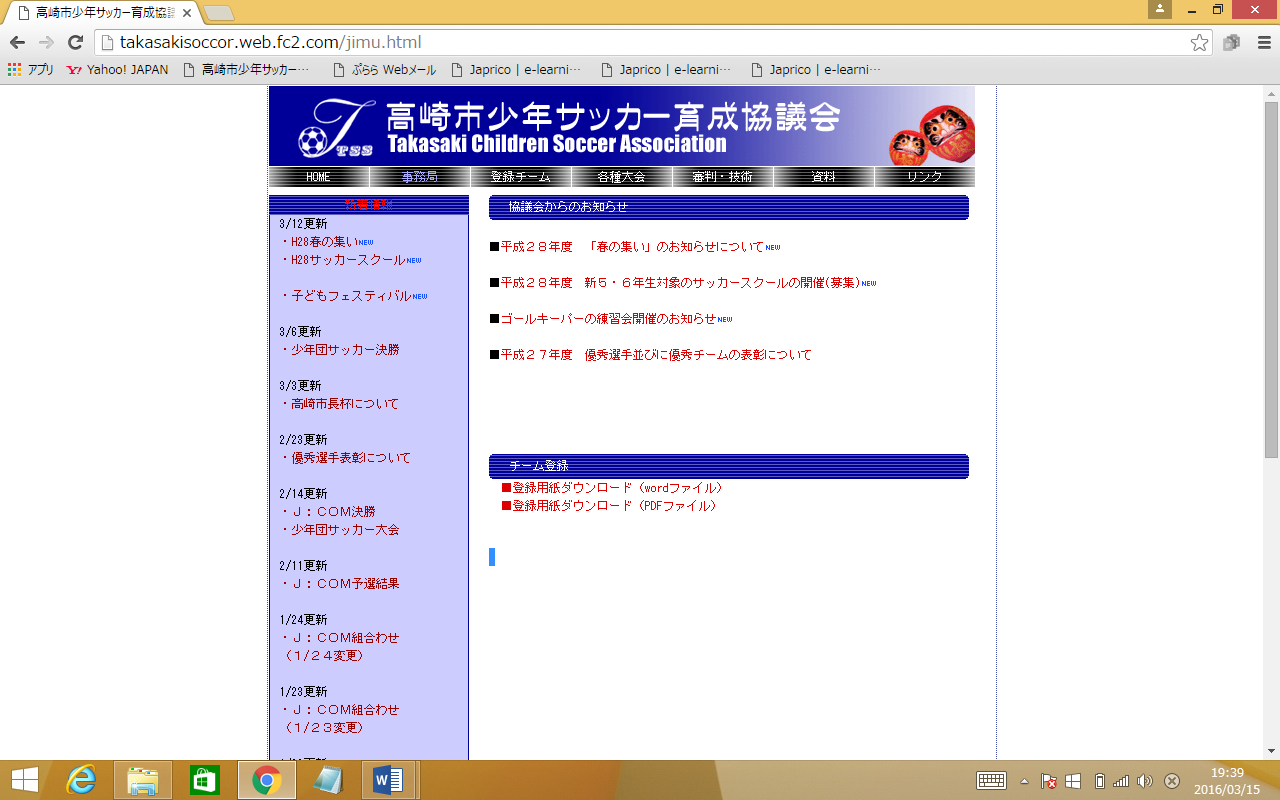 高崎市少年サッカー育成協議
takasakisoccor.web.fc2.com/jimu.html
アプリ Yahoo! JAPAN 高崎市少年サッカー… ぷらら Webメール Japrico | e-learni… Japrico | e-learni… Japrico | e-learni…
TSS
高崎市少年サッカー育成協議会
Takasaki Children Soccer Association
HOME 事務局 登録チーム 各種大会 審判・技術 資料 リンク
3/12更新
・H28春の集いNEW
・H28サッカースクールNEW
・子どもフェスティバルNEW
3/6更新
・少年団サッカー決勝
3/3更新
・高崎市長杯について
2/23更新
・優秀選手表彰について
2/14更新
・Ｊ：ＣＯＭ決勝
・少年団サッカー大会
2/11更新
・Ｊ：ＣＯＭ予選結果
1/24更新
・Ｊ：ＣＯＭ組合わせ
（１/２４変更）
1/23更新
・Ｊ：ＣＯＭ組合わせ
（１/２３変更）
協議会からのお知らせ
■平成２８年度　「春の集い」のお知らせについてNEW
■平成２８年度　新５・６年生対象のサッカースクールの開催(募集)NEW
■ゴールキーパーの練習会開催のお知らせNEW
■平成２７年度　優秀選手並びに優秀チームの表彰について
チーム登録
■登録用紙ダウンロード（wordファイル）
■登録用紙ダウンロード（PDFファイル）
19:39
2016/03/15